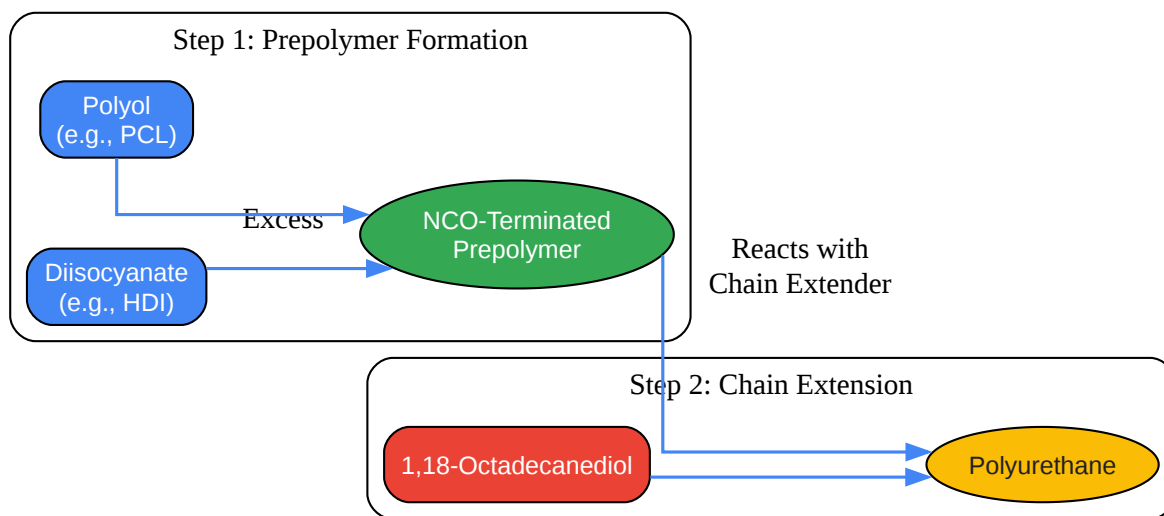 Step 1: Prepolymer Formation
Polyol
(e.g., PCL)
Excess
NCO-Terminated
Prepolymer
Diisocyanate
(e.g., HDI)
Reacts with
Chain Extender
Step 2: Chain Extension
1,18-Octadecanediol
Polyurethane